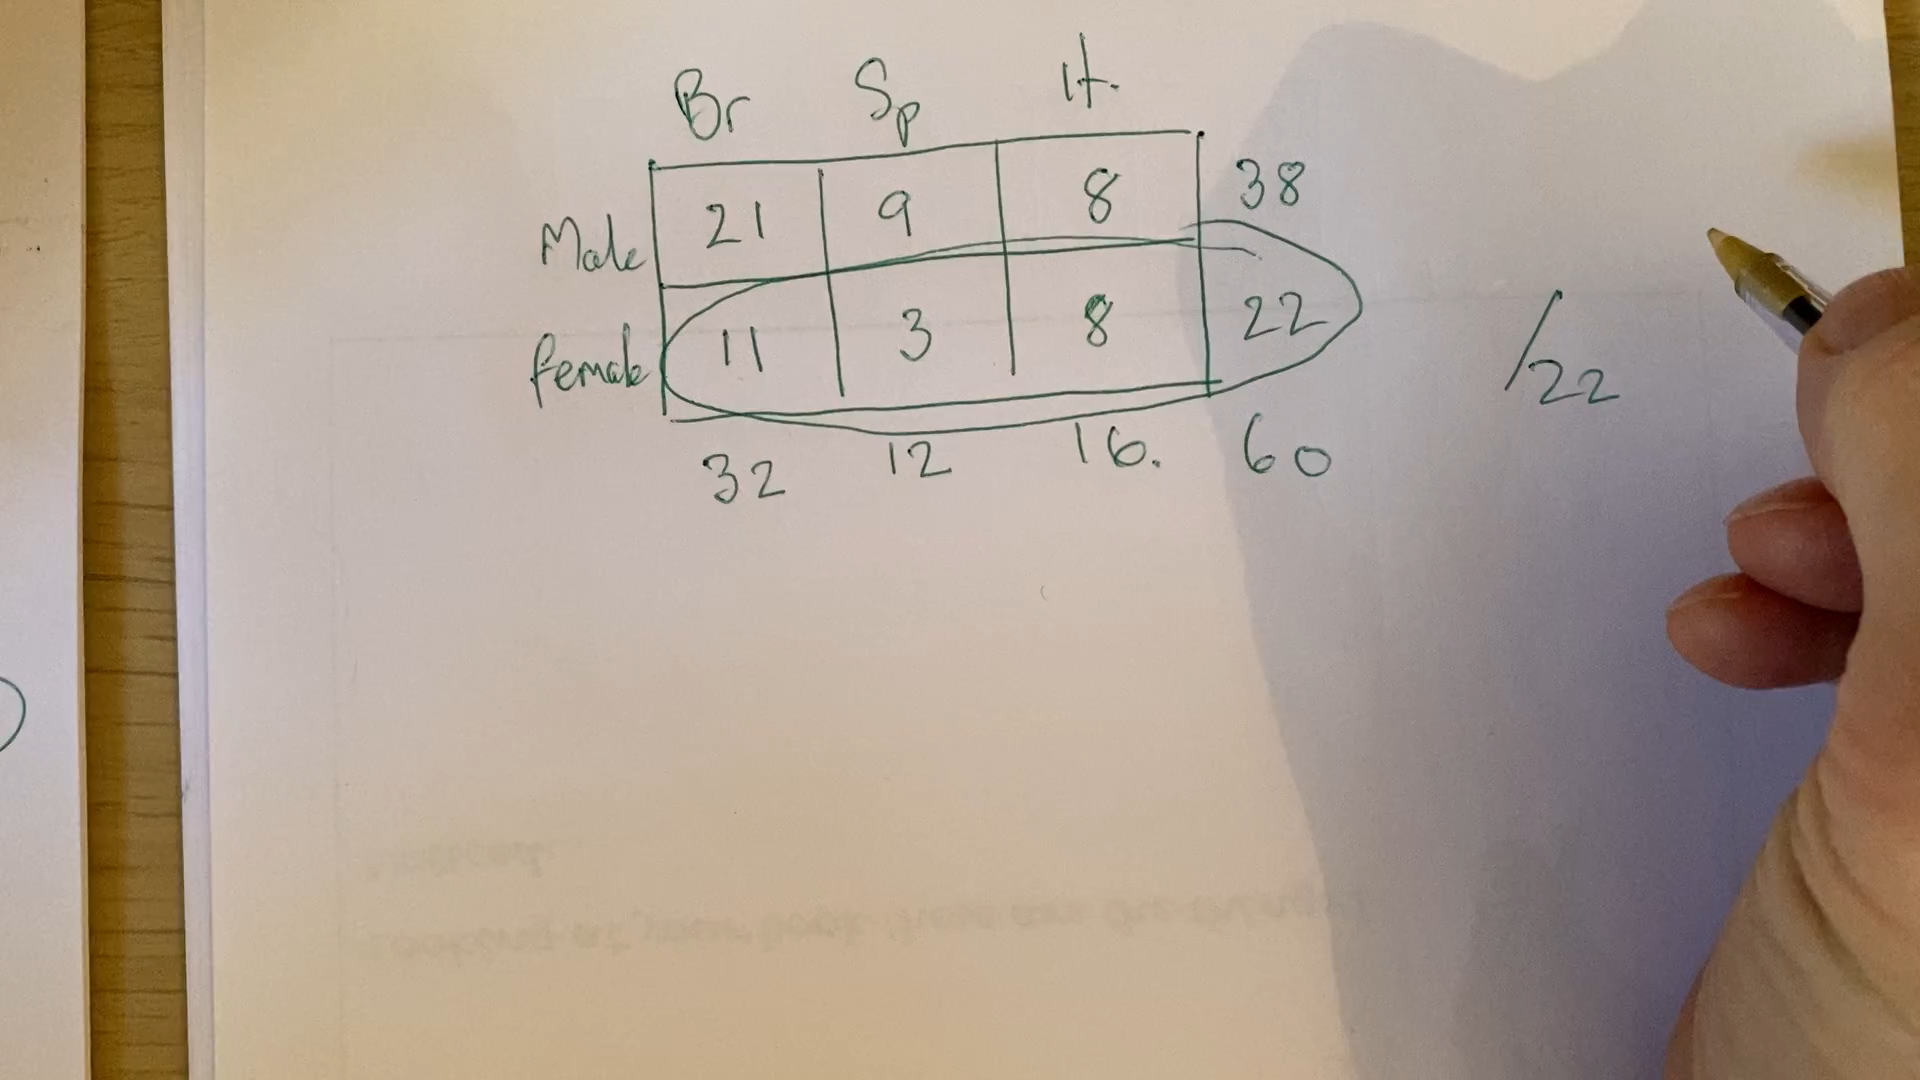 Br Sp It.
Male 21 9 8 38
female 11 3 8 22
/22
32 12 16. 60